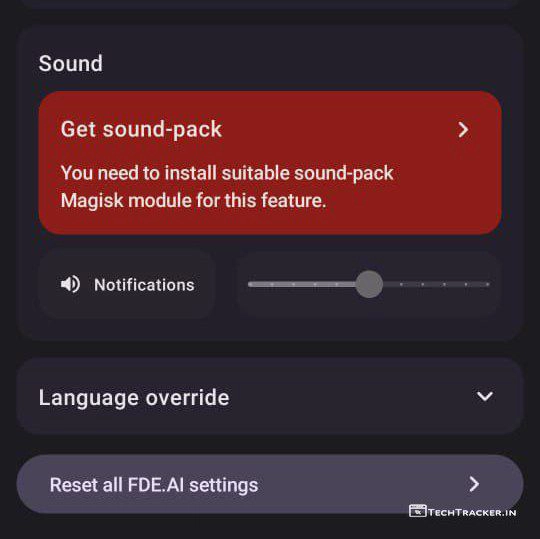 Sound
Get sound-pack
You need to install suitable sound-pack
Magisk module for this feature.
Notifications
Language override
Reset all FDE.AI settings
TechTracker.in